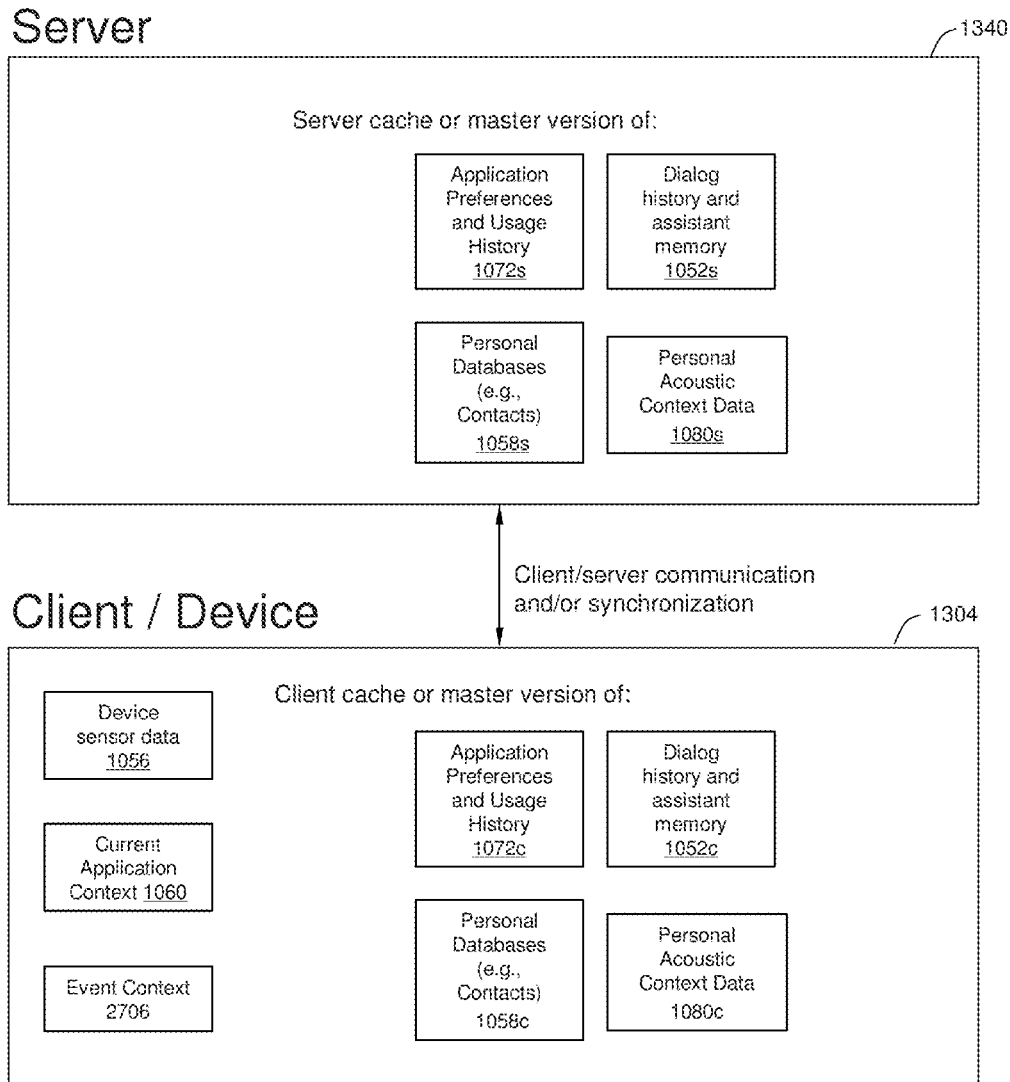 Server
1340
Server cache or master version of:
Application
Preferences
and Usage
History
1072s
Dialog
history and
assistant
memory
1052s
Personal
Databases
(e.g.,
Contacts)
1058s
Personal
Acoustic
Context Data
1080s
Client/server communication
and/or synchronization
Client / Device
1304
Device
sensor data
1056
Current
Application
Context 1060
Event Context
2706
Client cache or master version of:
Application
Preferences
and Usage
History
1072c
Dialog
history and
assistant
memory
1052c
Personal
Databases
(e.g.,
Contacts)
1058c
Personal
Acoustic
Context Data
1080c